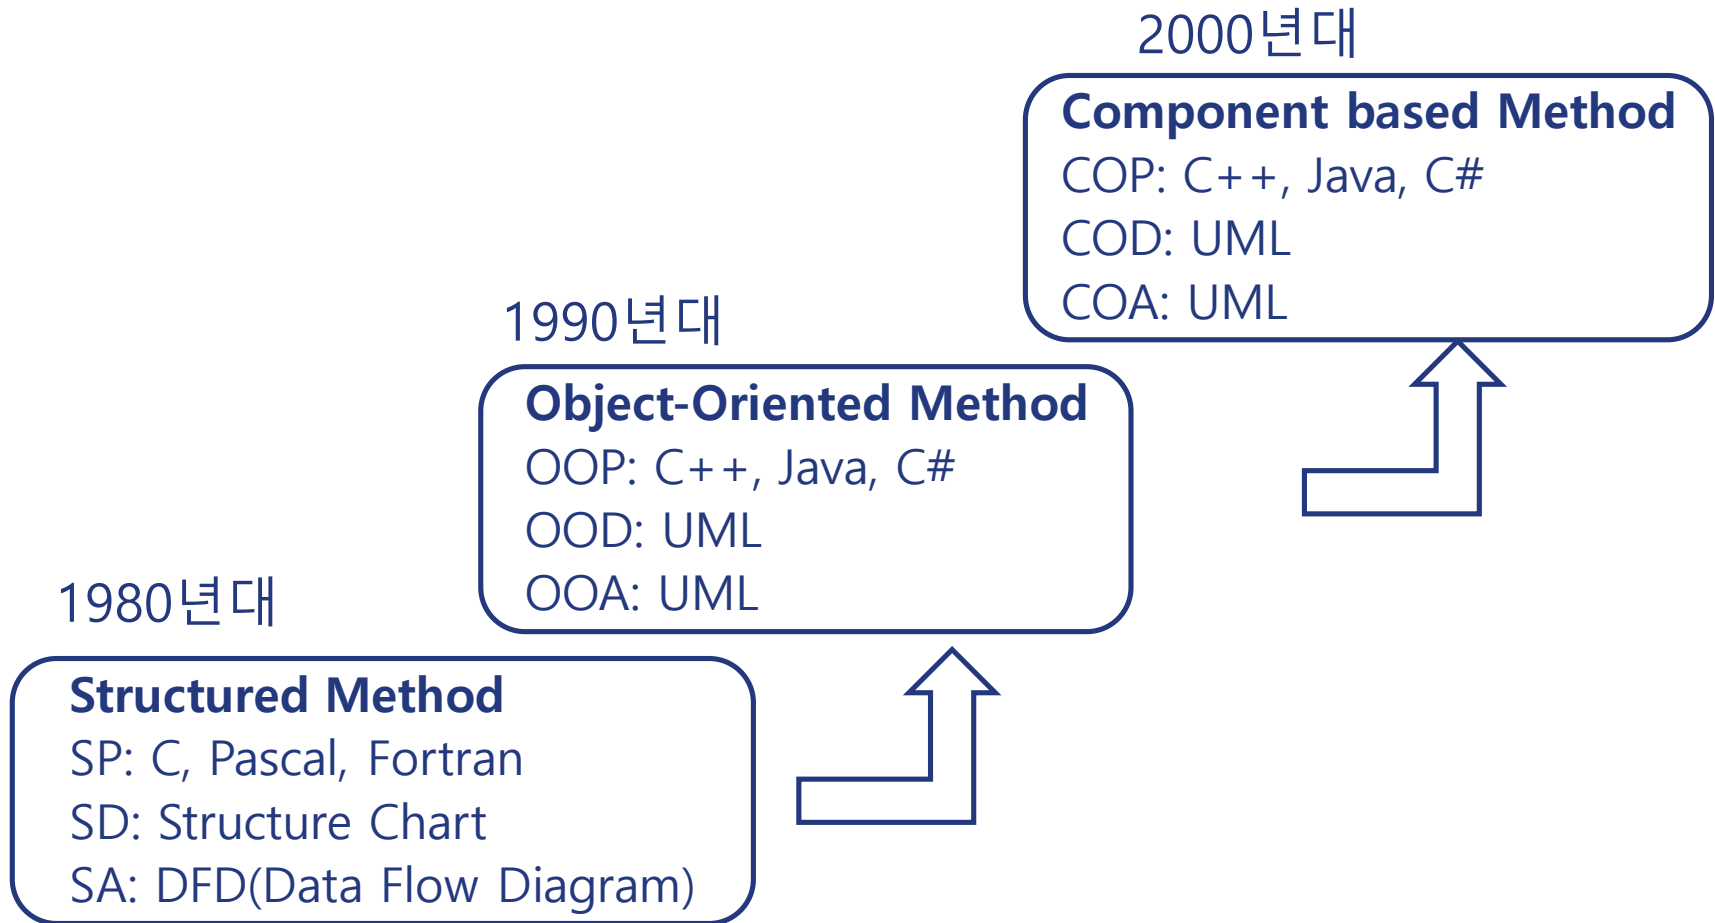 2000년대
Component based Method
COP: C++, Java, C#
COD: UML
COA: UML
1990년대
Object-Oriented Method
OOP: C++, Java, C#
OOD: UML
OOA: UML
1980년대
Structured Method
SP: C, Pascal, Fortran
SD: Structure Chart
SA: DFD(Data Flow Diagram)